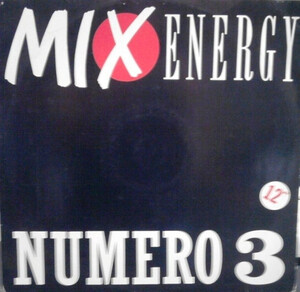 MIX ENERGY
12"
NUMERO 3